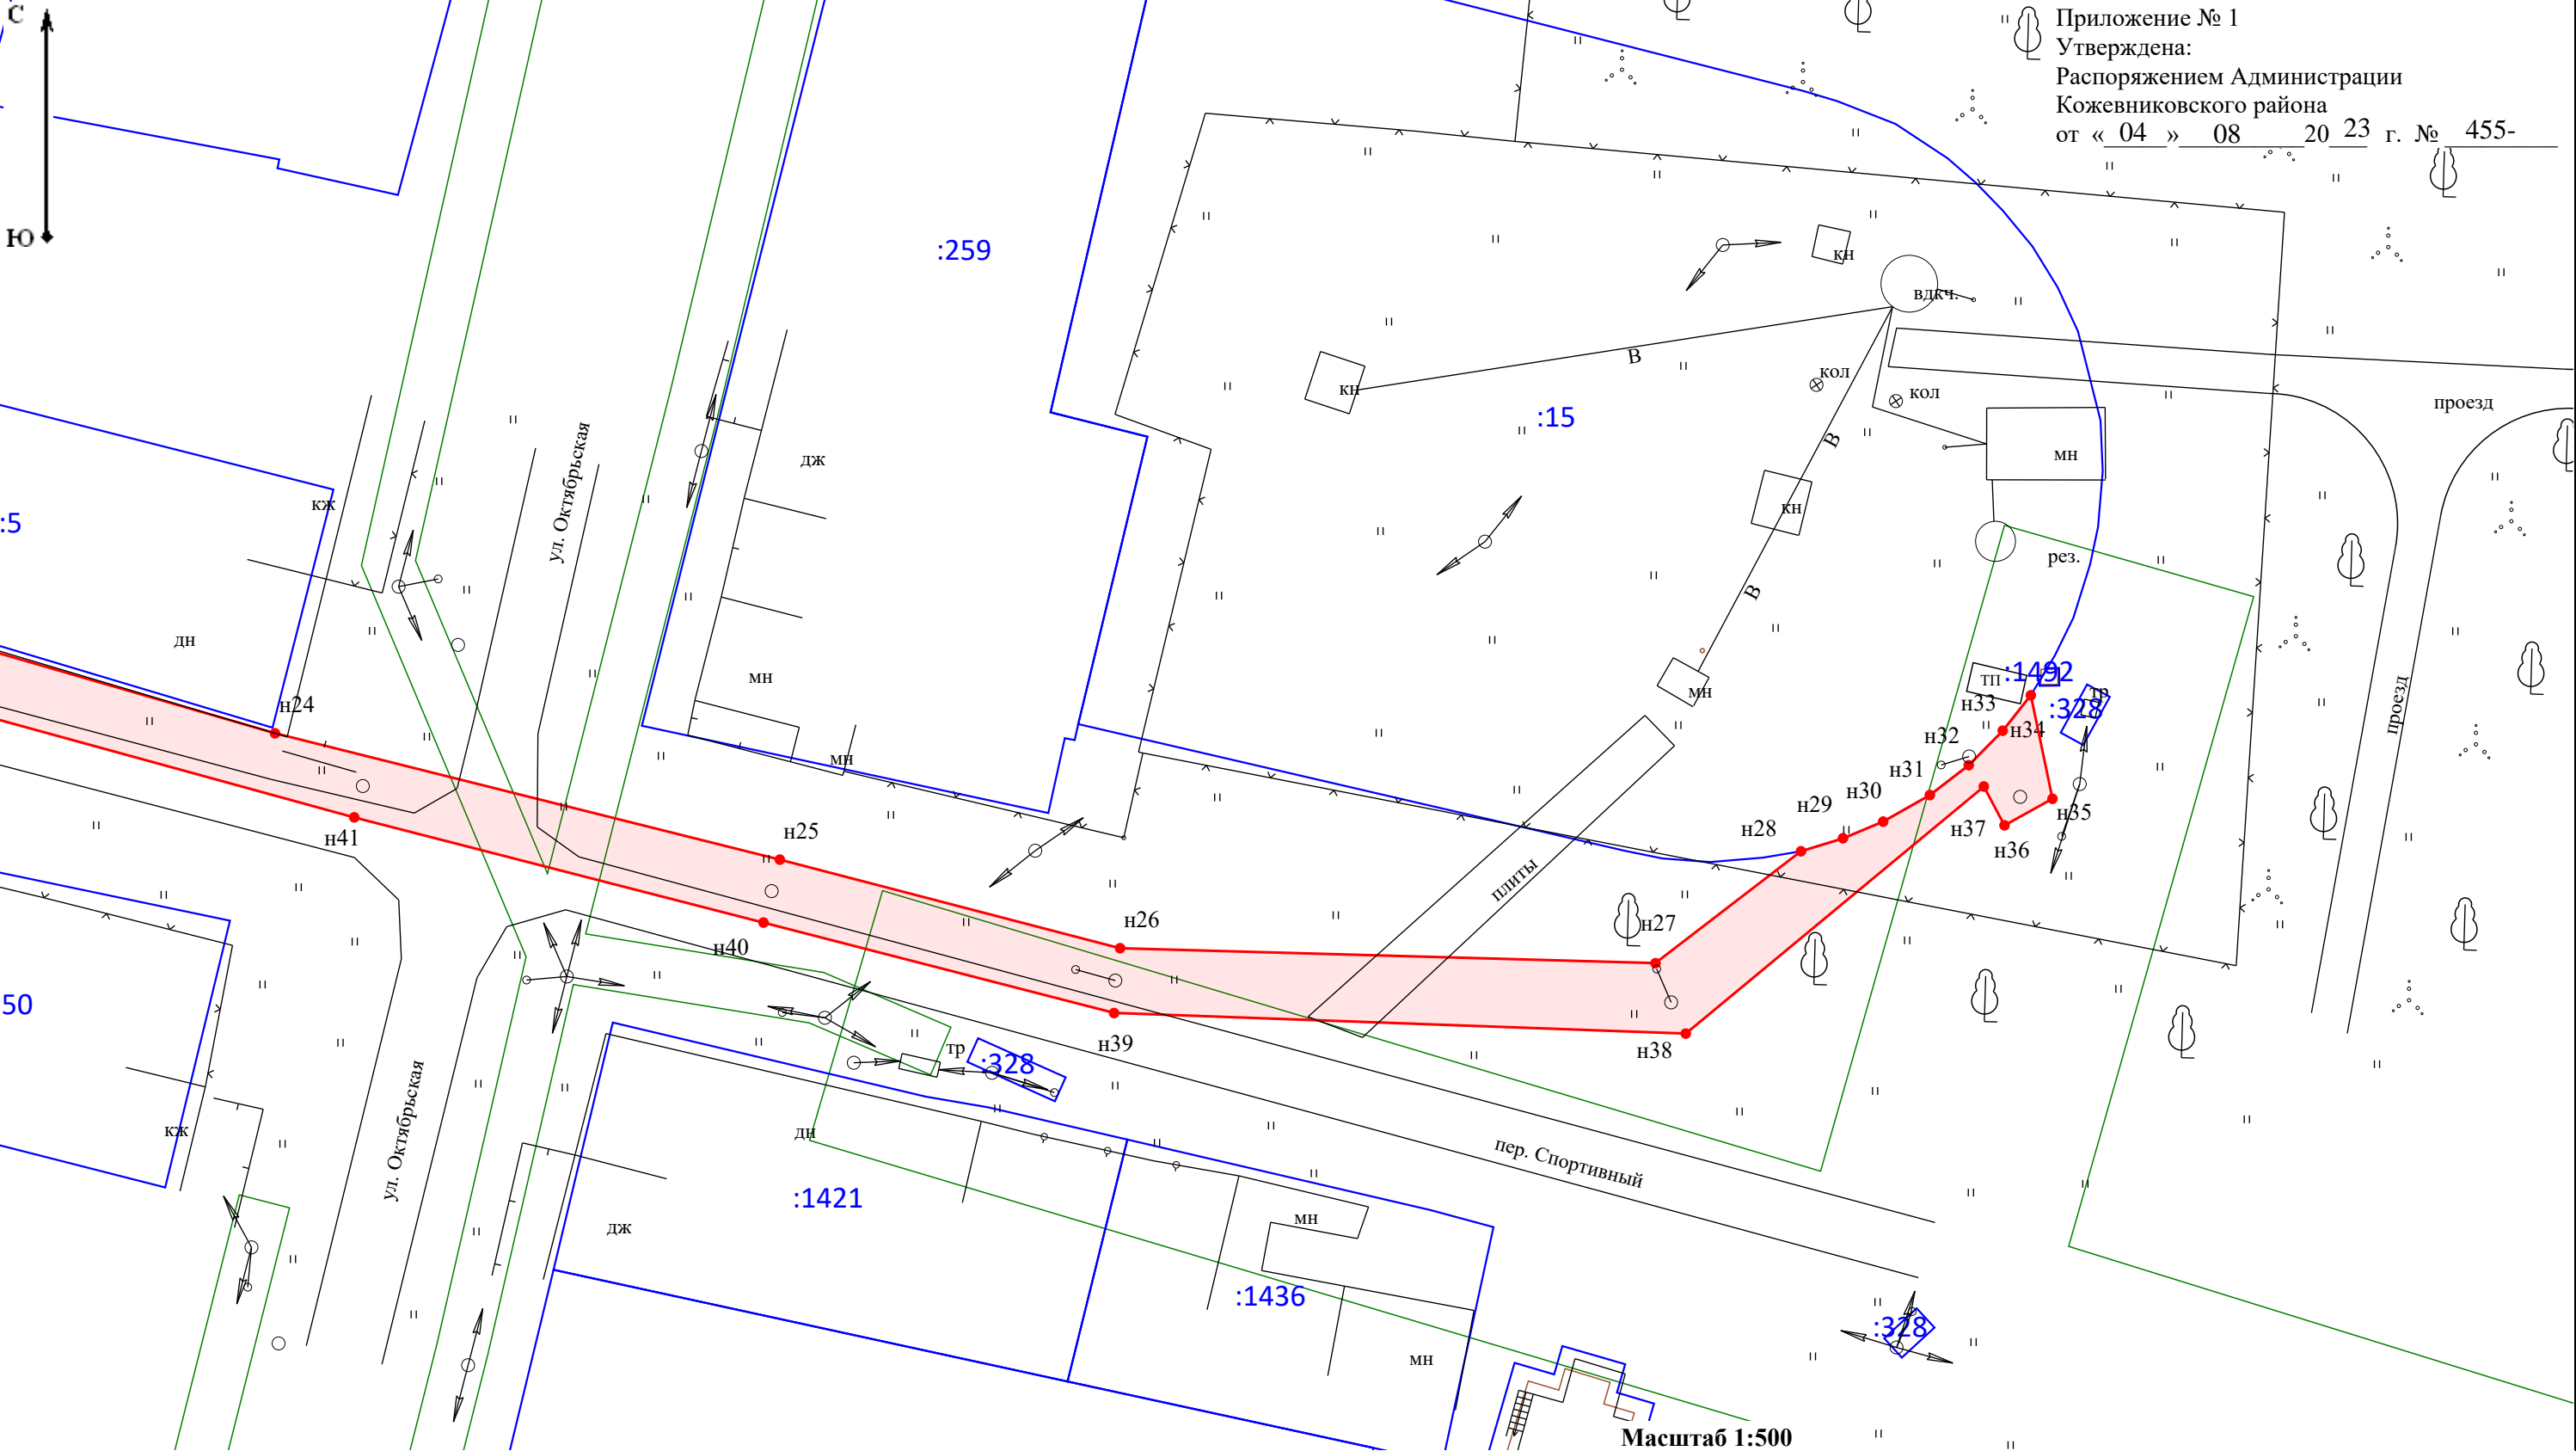 С
Ю
Приложение № 1
Утверждена:
Распоряжением Администрации
Кожевниковского района
от «04» 08 2023 г. № 455-
:259
кн
вдкч.
В
кн
кол
кол
:15
проезд
дж
В
мн
кж
ул. Октябрьская
:5
кн
рез.
В
дн
мн
мн
ТП
:1492
тр
:328
проезд
н24
н33
н34
н32
мн
н31
н30
н29
н28
н35
н37
н36
н41
н25
плиты
н26
н27
н40
50
н39
н38
тр
:328
ул. Октябрьская
кж
дн
пер. Спортивный
:1421
дж
мн
:1436
:328
мн
Масштаб 1:500